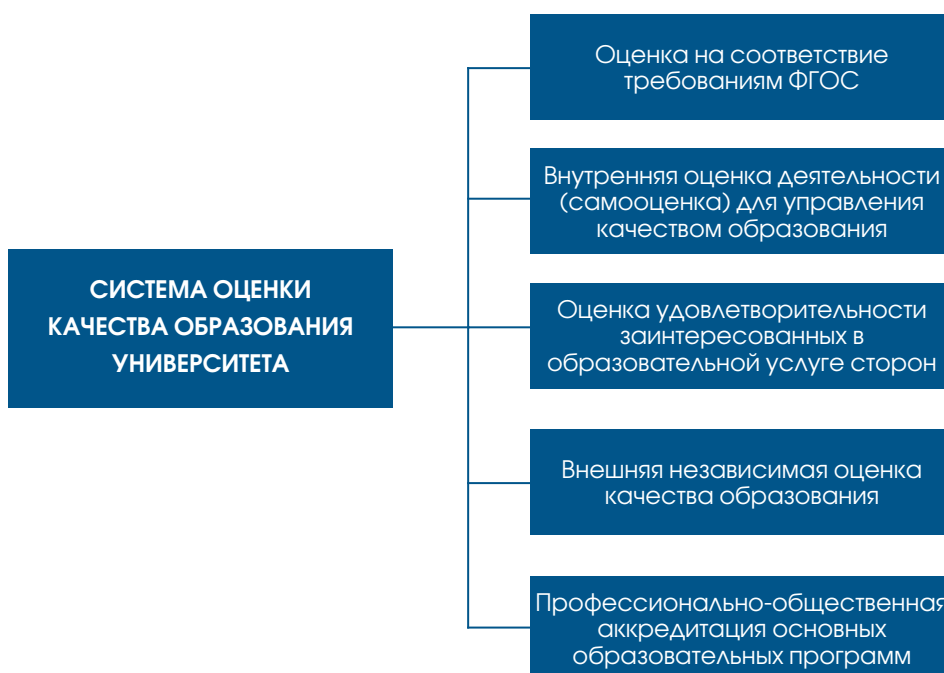 Оценка на соответствие
требованиям ФГОС
Внутренняя оценка деятельности
(самооценка) для управления
качеством образования
СИСТЕМА ОЦЕНКИ
КАЧЕСТВА ОБРАЗОВАНИЯ
УНИВЕРСИТЕТА
Оценка удовлетворительности
заинтересованных в
образовательной услуге сторон
Внешняя независимая оценка
качества образования
Профессионально-общественная
аккредитация основных
образовательных программ